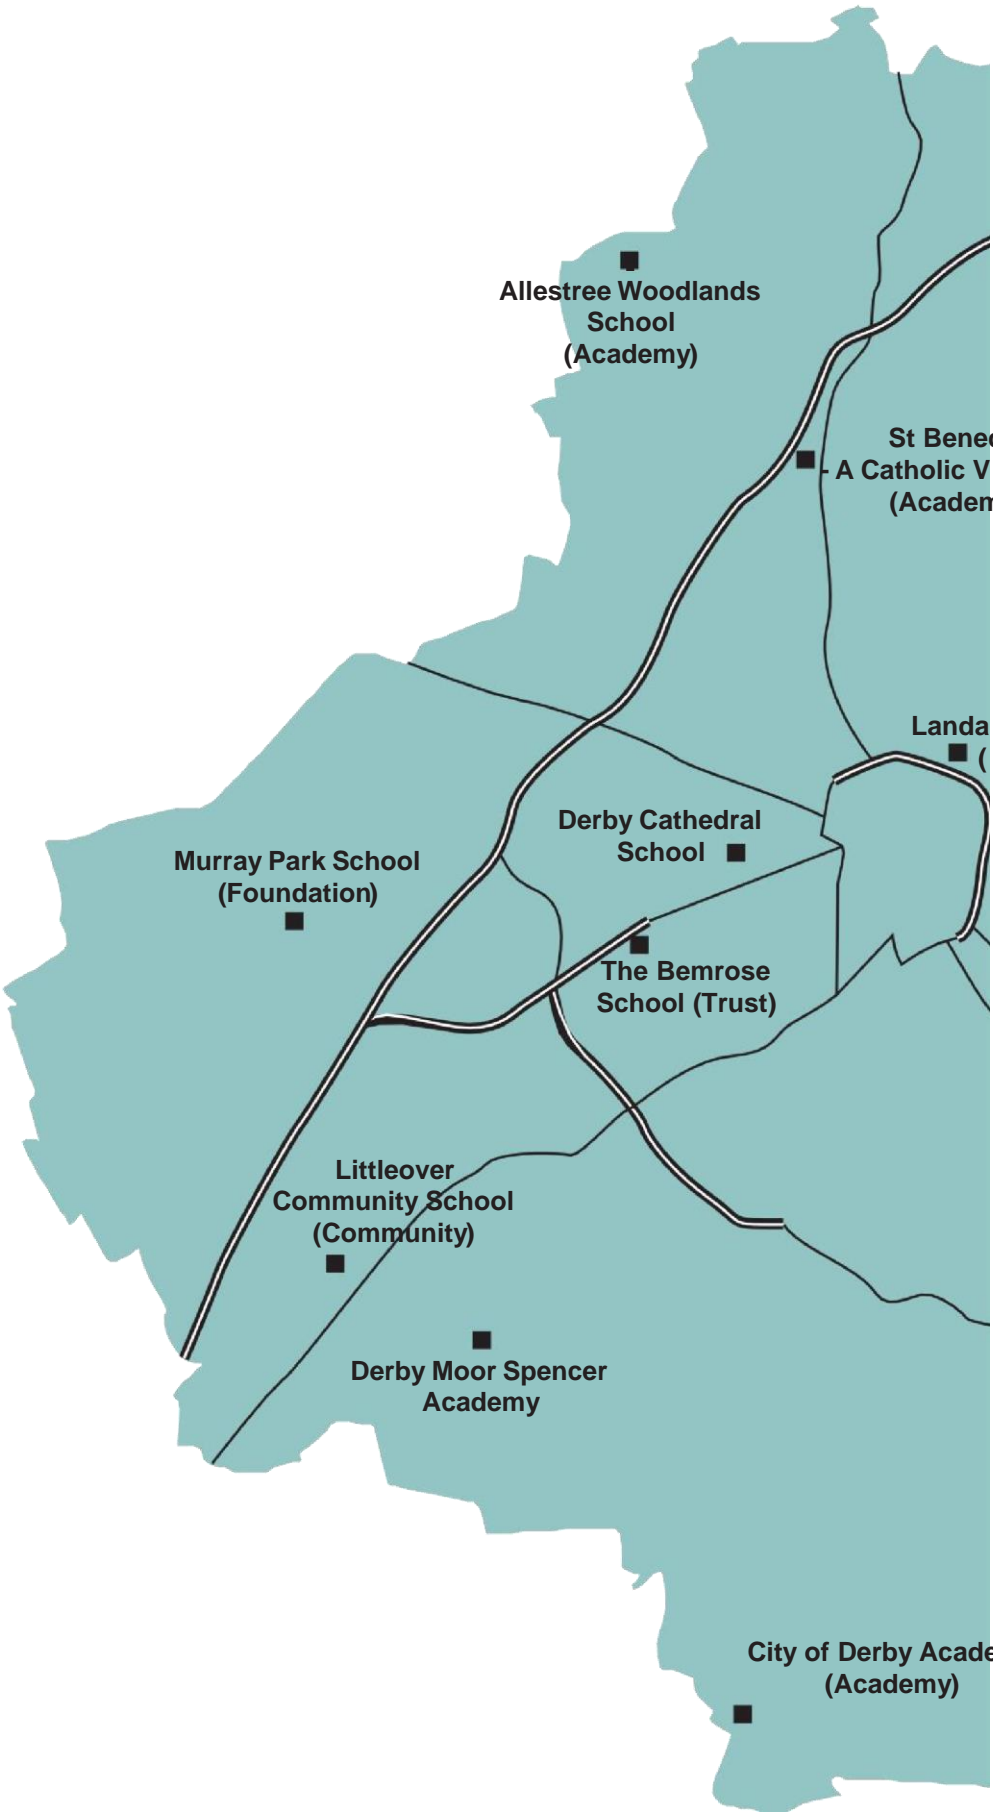 Allestree Woodlands
School
(Academy)
St Bene
- A Catholic V
(Academ
Landa
(
Derby Cathedral
School
Murray Park School
(Foundation)
The Bemrose
School (Trust)
Littleover
Community School
(Community)
Derby Moor Spencer
Academy
City of Derby Acade
(Academy)